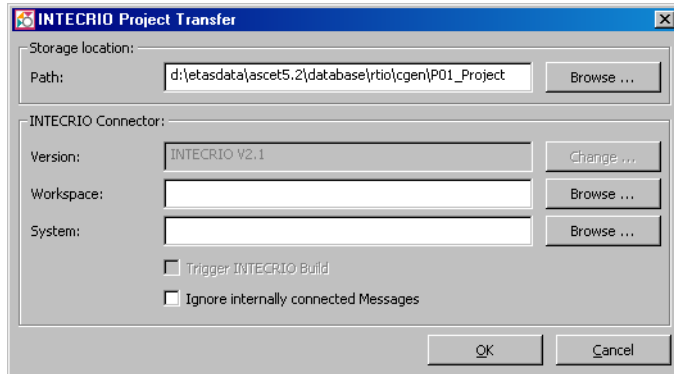 INTECRIO Project Transfer
Storage location:
Path: d:\etasdata\ascet5.2\database\rtio\cgen\P01_Project Browse ...
INTECRIO Connector:
Version: INTECRIO V2.1 Change ...
Workspace: Browse ...
System: Browse ...
Trigger INTECRIO Build
Ignore internally connected Messages
OK Cancel